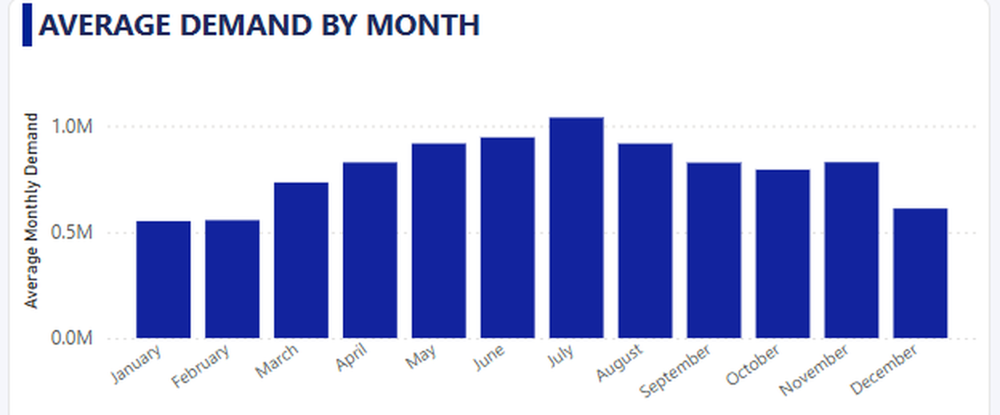 AVERAGE DEMAND BY MONTH
Average Monthly Demand
1.0M
0.5M
0.0M
January
February
March
April
May
June
July
August
September
October
November
December